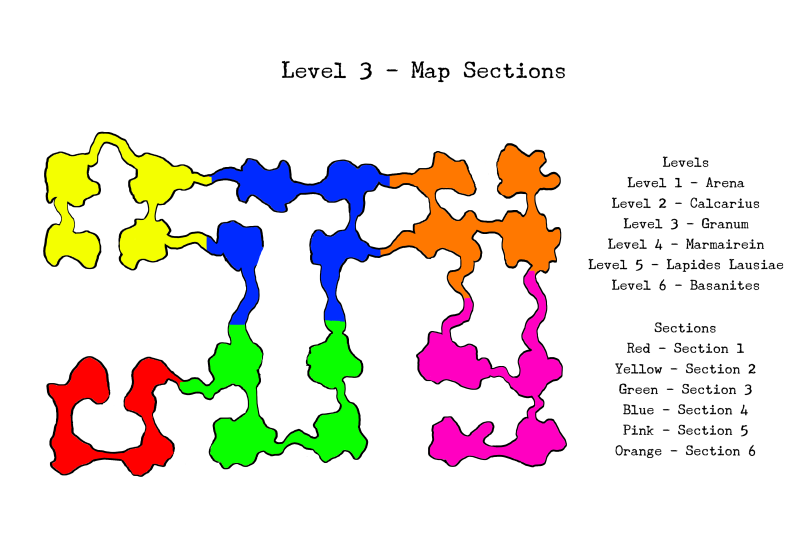 Level 3 - Map Sections
Levels
Level 1 - Arena
Level 2 - Calcarius
Level 3 - Granum
Level 4 - Marmairein
Level 5 - Lapides Lausiae
Level 6 - Basanites
Sections
Red - Section 1
Yellow - Section 2
Green - Section 3
Blue - Section 4
Pink - Section 5
Orange - Section 6